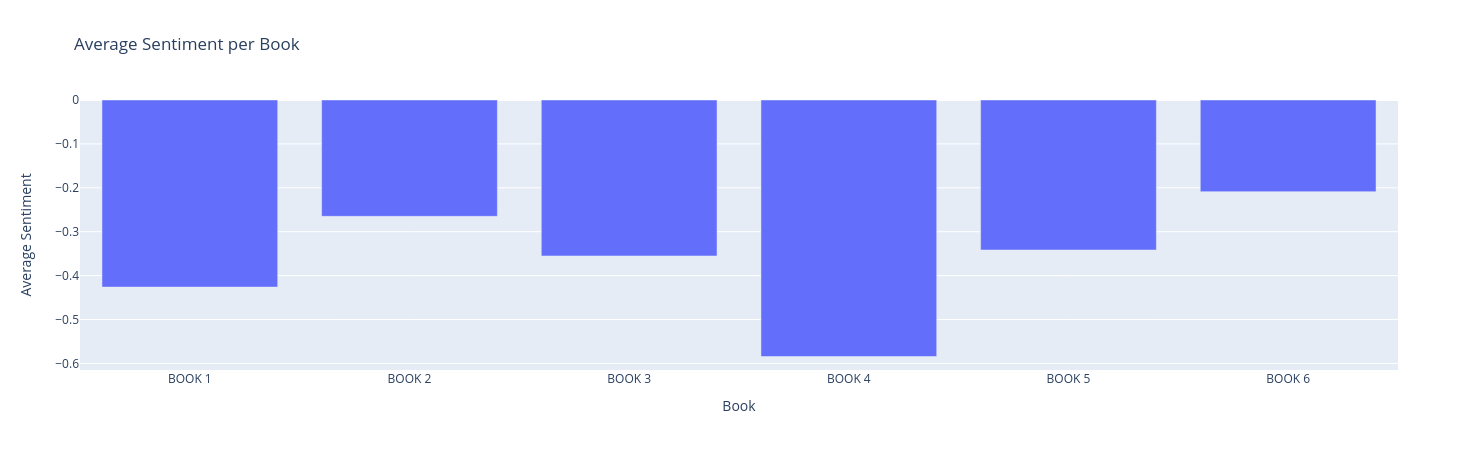 Average Sentiment per Book
0
−0.1
−0.2
−0.3
−0.4
−0.5
−0.6
Average Sentiment
BOOK 1 BOOK 2 BOOK 3 BOOK 4 BOOK 5 BOOK 6
Book